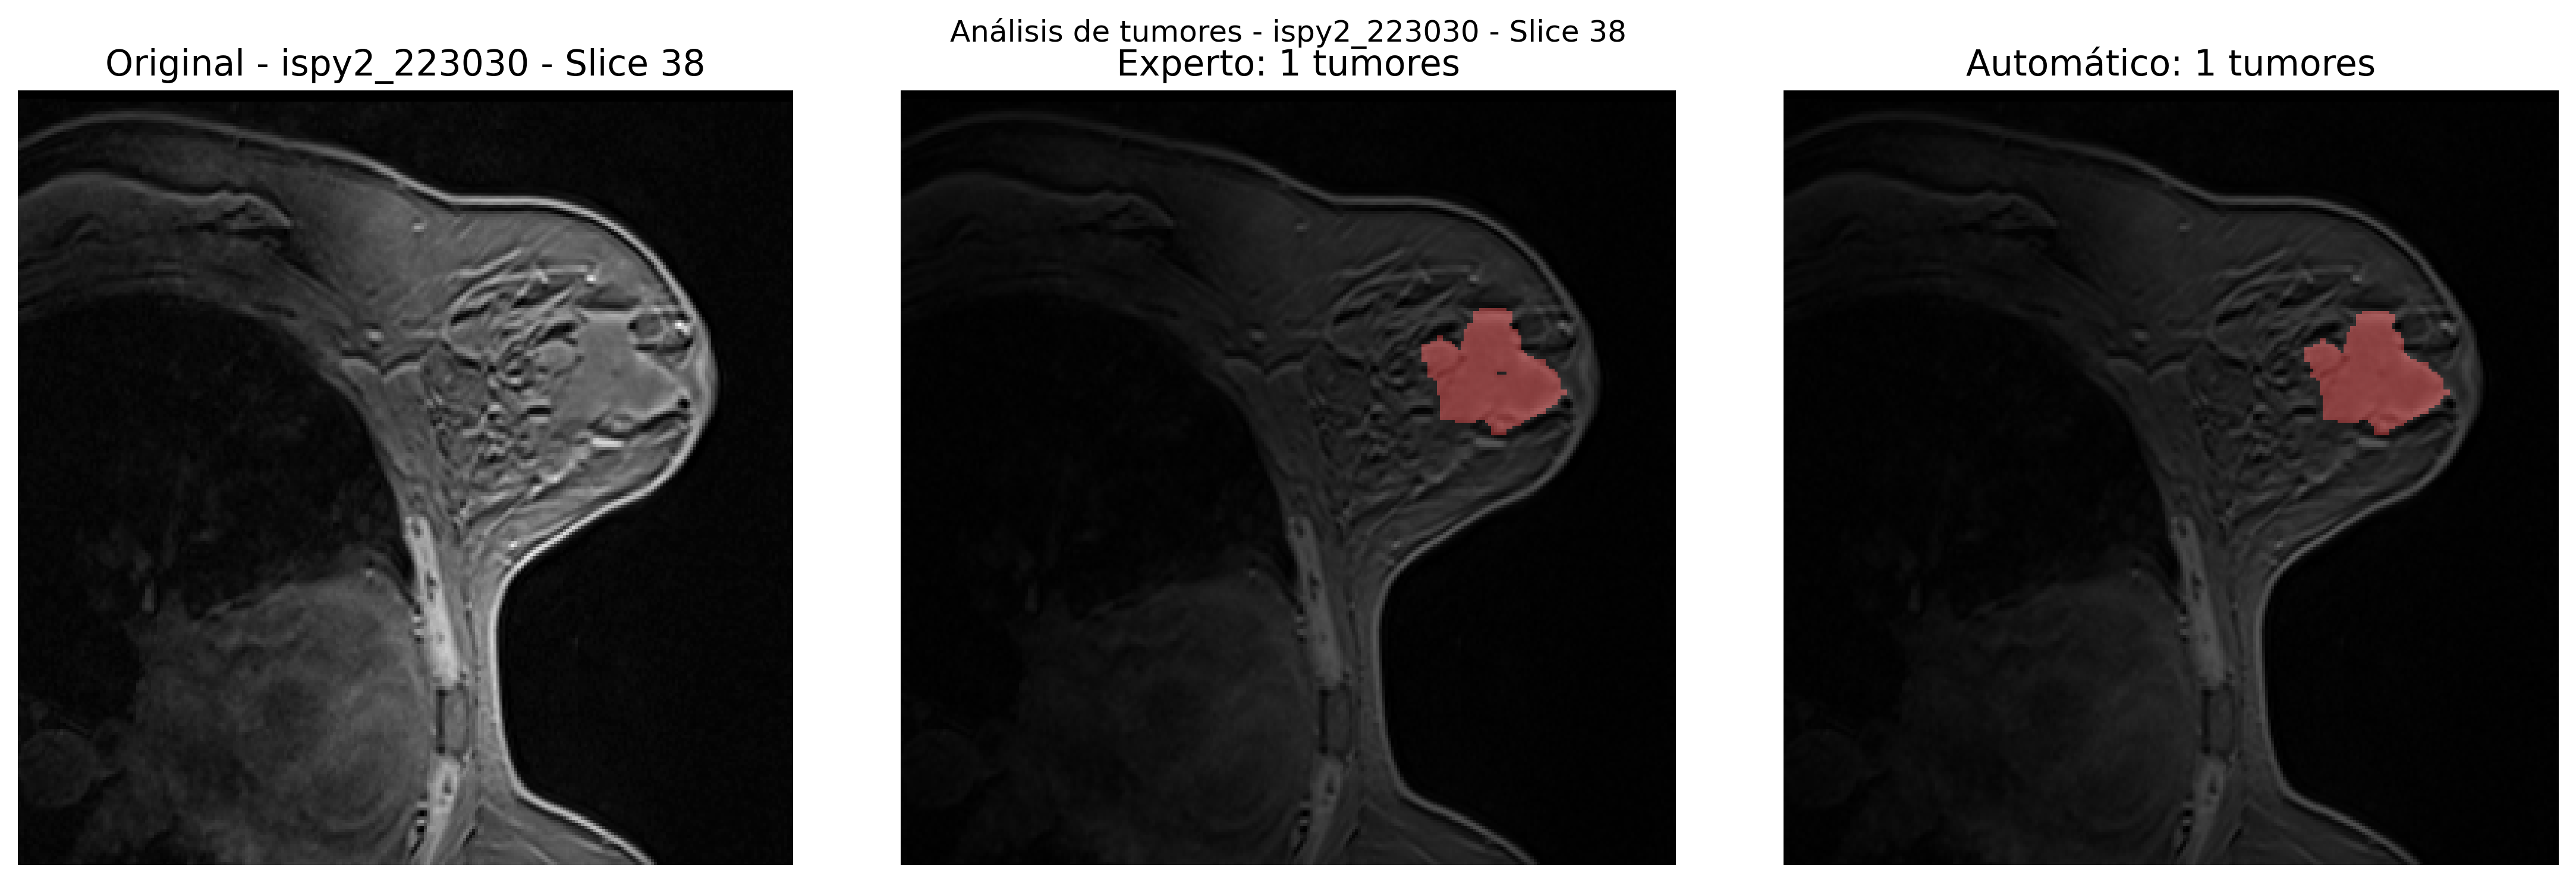 Análisis de tumores - ispy2_223030 - Slice 38
Original - ispy2_223030 - Slice 38
Experto: 1 tumores
Automático: 1 tumores